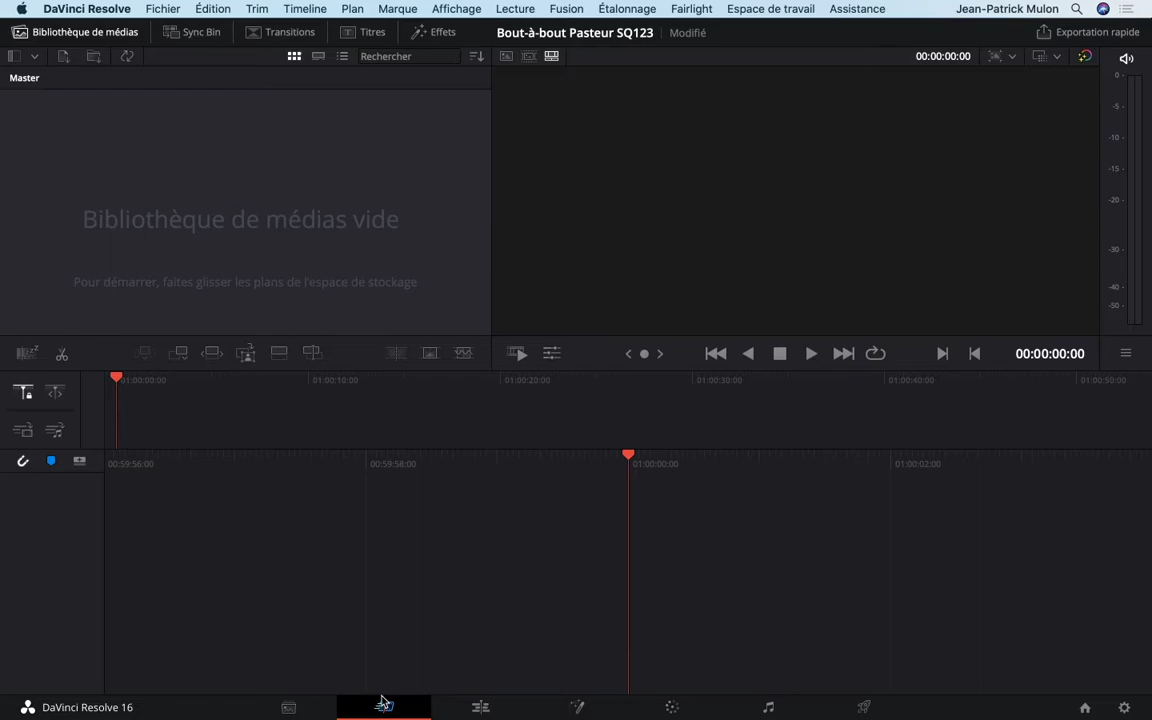 DaVinci Resolve Fichier Édition Trim Timeline Plan Marque Affichage Lecture Fusion Étalonnage Fairlight Espace de travail Assistance Jean-Patrick Mulon
Bibliothèque de médias Sync Bin Transitions Titres Effets Bout-à-bout Pasteur SQ123 Modifié Exportation rapide
Rechercher 00:00:00:00
Master
0
-5
-10
-15
-20
-30
-40
-50
Bibliothèque de médias vide
Pour démarrer, faites glisser les plans de l'espace de stockage
00:00:00:00
01:00:00:00 01:00:10:00 01:00:20:00 01:00:30:00 01:00:40:00 01:00:50:00
00:59:56:00 00:59:58:00 01:00:00:00 01:00:02:00
DaVinci Resolve 16